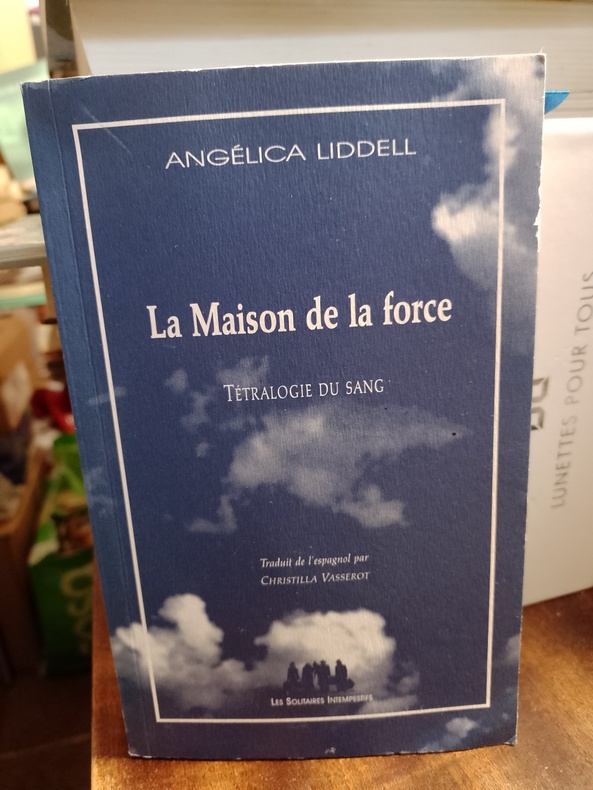 ANGÉLICA LIDDELL
La Maison de la force
TÉTRALOGIE DU SANG
Traduit de l'espagnol par
CHRISTILLA VASSEROT
LES SOLITAIRES INTEMPESTIFS
LUNETTES POUR TOUS